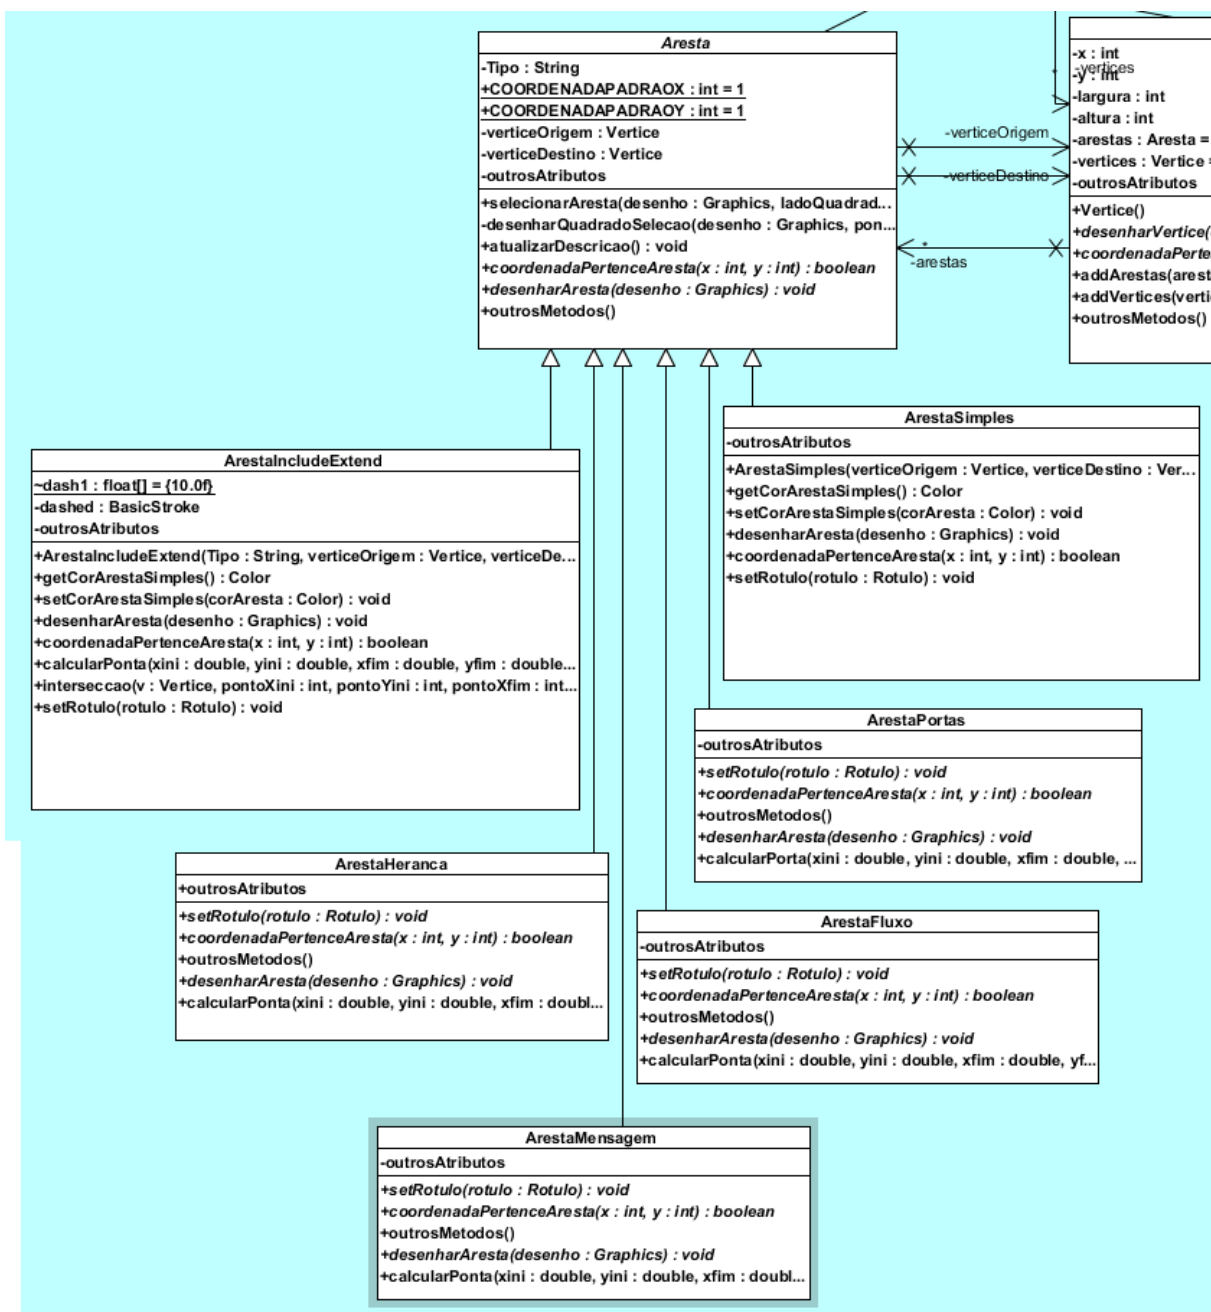 Aresta
-Tipo : String
+COORDENADAPADRAOX : int = 1
+COORDENADAPADRAOY : int = 1
-verticeOrigem : Vertice
-verticeDestino : Vertice
-outrosAtributos
+selecionarAresta(desenho : Graphics, ladoQuadrad...
-desenharQuadradoSelecao(desenho : Graphics, pon...
+atualizarDescricao() : void
+coordenadaPertenceAresta(x : int, y : int) : boolean
+desenharAresta(desenho : Graphics) : void
+outrosMetodos()
-verticeOrigem
-verticeDestino
*
-arestas
*
-vertices
-x : int
-y : int
-largura : int
-altura : int
-arestas : Aresta =
-vertices : Vertice =
-outrosAtributos
+Vertice()
+desenharVertice(
+coordenadaPerte
+addArestas(arest
+addVertices(verti
+outrosMetodos()
ArestaSimples
-outrosAtributos
+ArestaSimples(verticeOrigem : Vertice, verticeDestino : Ver...
+getCorArestaSimples() : Color
+setCorArestaSimples(corAresta : Color) : void
+desenharAresta(desenho : Graphics) : void
+coordenadaPertenceAresta(x : int, y : int) : boolean
+setRotulo(rotulo : Rotulo) : void
ArestaIncludeExtend
~dash1 : float[] = {10.0f}
-dashed : BasicStroke
-outrosAtributos
+ArestaIncludeExtend(Tipo : String, verticeOrigem : Vertice, verticeDe...
+getCorArestaSimples() : Color
+setCorArestaSimples(corAresta : Color) : void
+desenharAresta(desenho : Graphics) : void
+coordenadaPertenceAresta(x : int, y : int) : boolean
+calcularPonta(xini : double, yini : double, xfim : double, yfim : double...
+interseccao(v : Vertice, pontoXini : int, pontoYini : int, pontoXfim : int...
+setRotulo(rotulo : Rotulo) : void
ArestaPortas
-outrosAtributos
+setRotulo(rotulo : Rotulo) : void
+coordenadaPertenceAresta(x : int, y : int) : boolean
+outrosMetodos()
+desenharAresta(desenho : Graphics) : void
+calcularPorta(xini : double, yini : double, xfim : double, ...
ArestaHeranca
+outrosAtributos
+setRotulo(rotulo : Rotulo) : void
+coordenadaPertenceAresta(x : int, y : int) : boolean
+outrosMetodos()
+desenharAresta(desenho : Graphics) : void
+calcularPonta(xini : double, yini : double, xfim : doubl...
ArestaFluxo
-outrosAtributos
+setRotulo(rotulo : Rotulo) : void
+coordenadaPertenceAresta(x : int, y : int) : boolean
+outrosMetodos()
+desenharAresta(desenho : Graphics) : void
+calcularPonta(xini : double, yini : double, xfim : double, yf...
ArestaMensagem
-outrosAtributos
+setRotulo(rotulo : Rotulo) : void
+coordenadaPertenceAresta(x : int, y : int) : boolean
+outrosMetodos()
+desenharAresta(desenho : Graphics) : void
+calcularPonta(xini : double, yini : double, xfim : doubl...